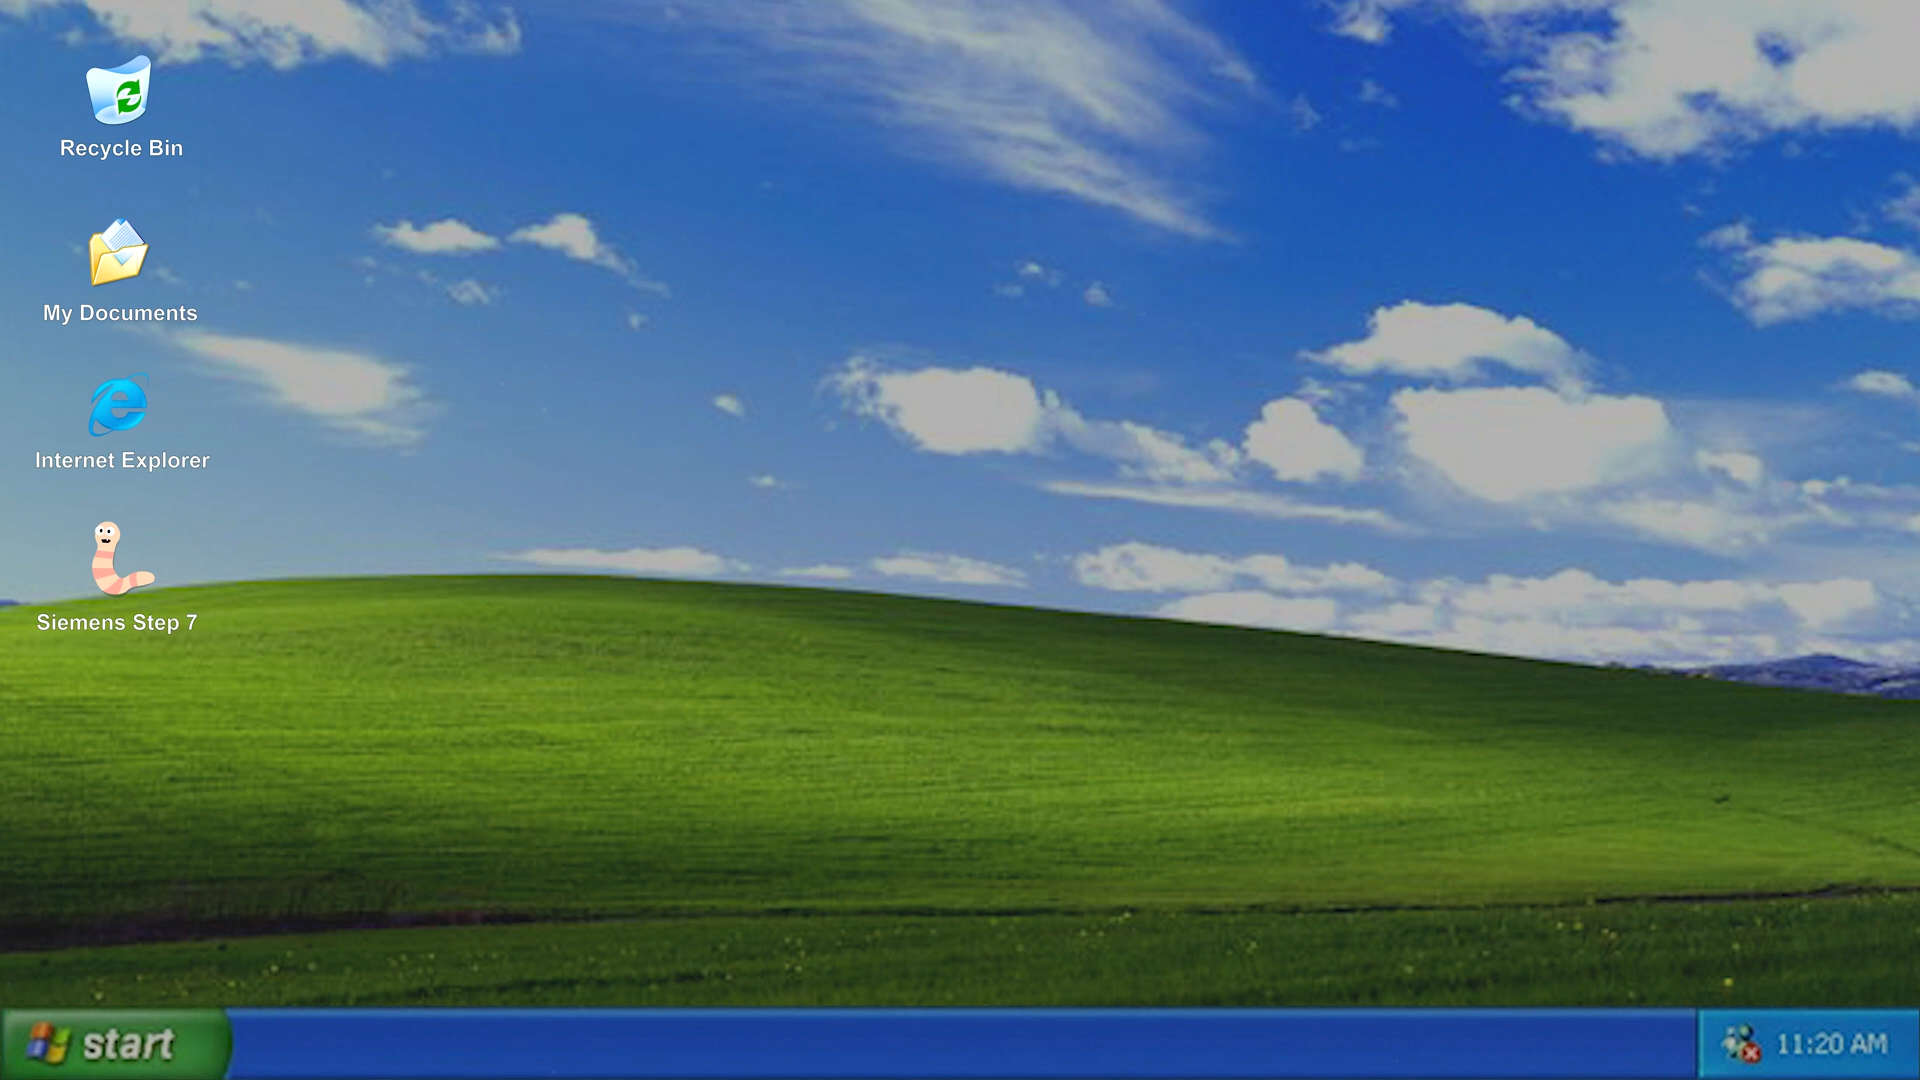 Recycle Bin
My Documents
Internet Explorer
Siemens Step 7
start
11:20 AM